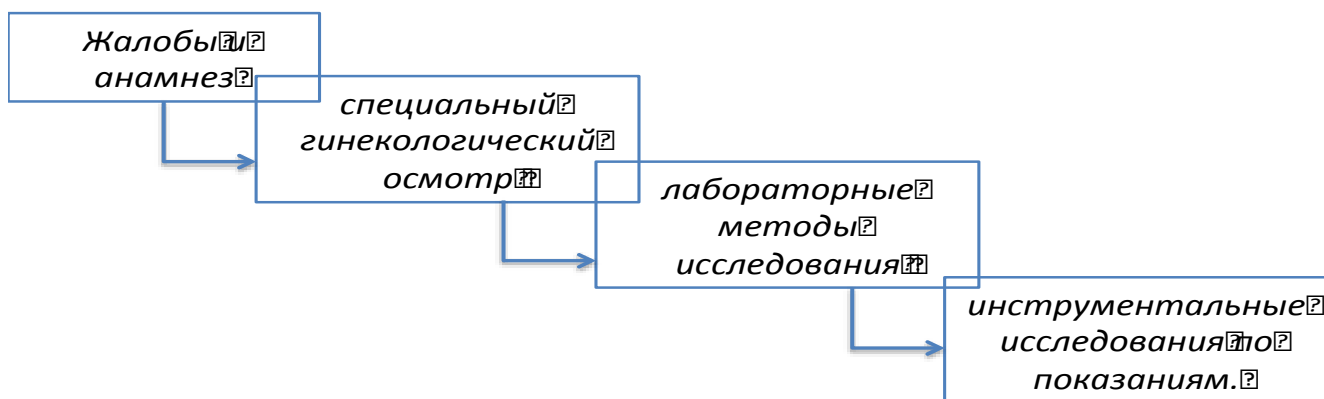 Жалобы и
анамнез
специальный
гинекологический
осмотр
лабораторные
методы
исследования
инструментальные
исследования по
показаниям.